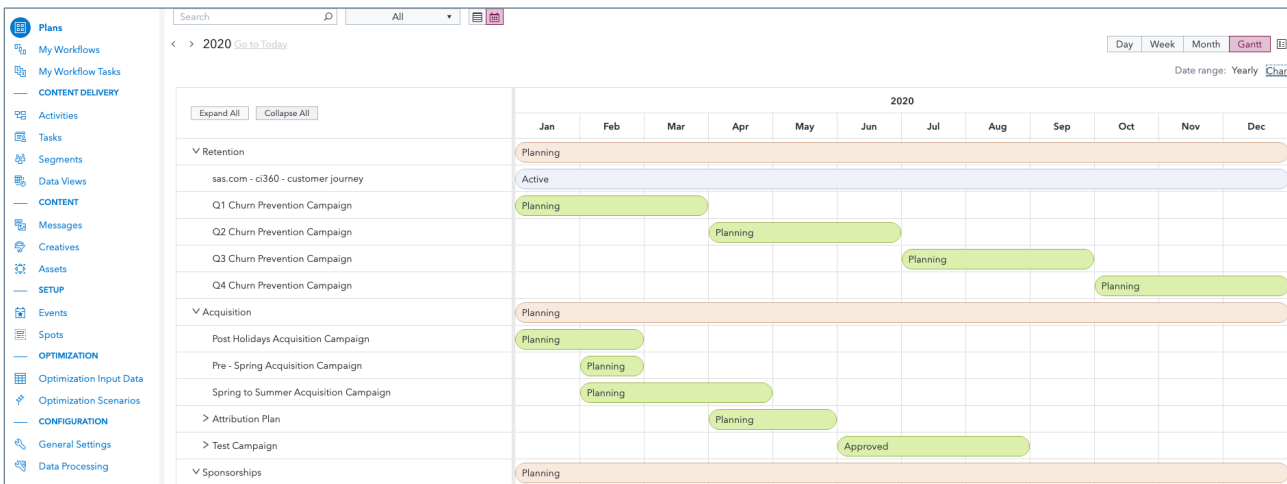 Search
All
Plans
My Workflows
My Workflow Tasks
CONTENT DELIVERY
Activities
Tasks
Segments
Data Views
CONTENT
Messages
Creatives
Assets
SETUP
Events
Spots
OPTIMIZATION
Optimization Input Data
Optimization Scenarios
CONFIGURATION
General Settings
Data Processing
< > 2020 Go to Today
Day Week Month Gantt
Date range: Yearly Char
Expand All Collapse All
2020
Jan Feb Mar Apr May Jun Jul Aug Sep Oct Nov Dec
Retention Planning
sas.com - ci360 - customer journey Active
Q1 Churn Prevention Campaign Planning
Q2 Churn Prevention Campaign Planning
Q3 Churn Prevention Campaign Planning
Q4 Churn Prevention Campaign Planning
Acquisition Planning
Post Holidays Acquisition Campaign Planning
Pre - Spring Acquisition Campaign Planning
Spring to Summer Acquisition Campaign Planning
Attribution Plan Planning
Test Campaign Approved
Sponsorships Planning